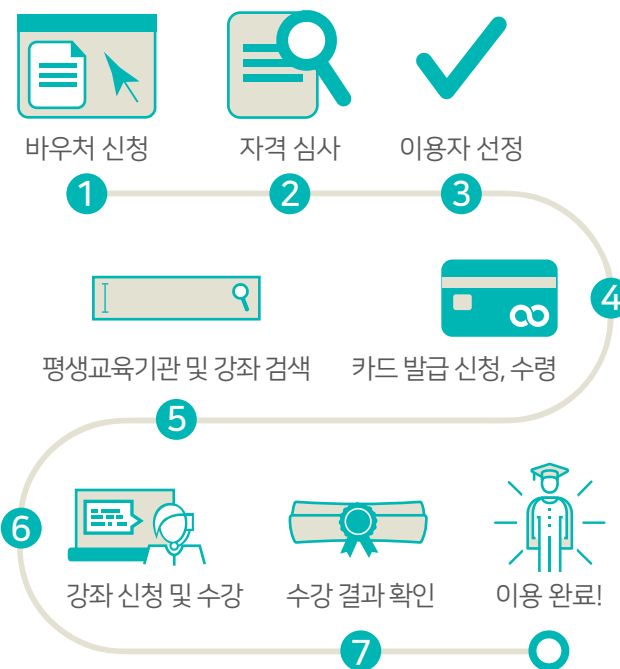 바우처 신청
자격 심사
이용자 선정
1
2
3
4
카드 발급 신청, 수령
평생교육기관 및 강좌 검색
5
6
강좌 신청 및 수강
수강 결과 확인
이용 완료!
7